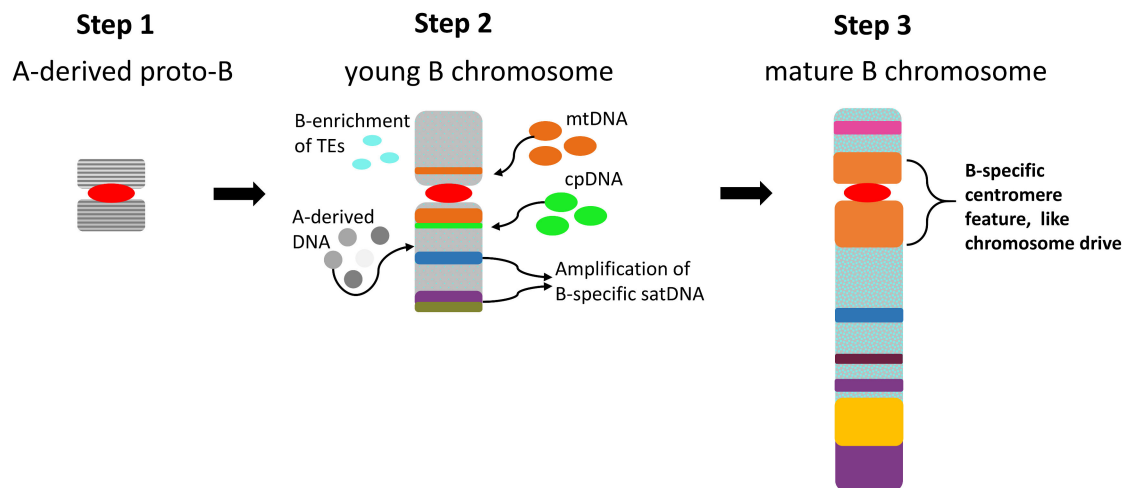 Step 1
A-derived proto-B
Step 2
young B chromosome
Step 3
mature B chromosome
B-enrichment
of TEs
mtDNA
cpDNA
A-derived
DNA
Amplification of
B-specific satDNA
B-specific
centromere
feature, like
chromosome drive